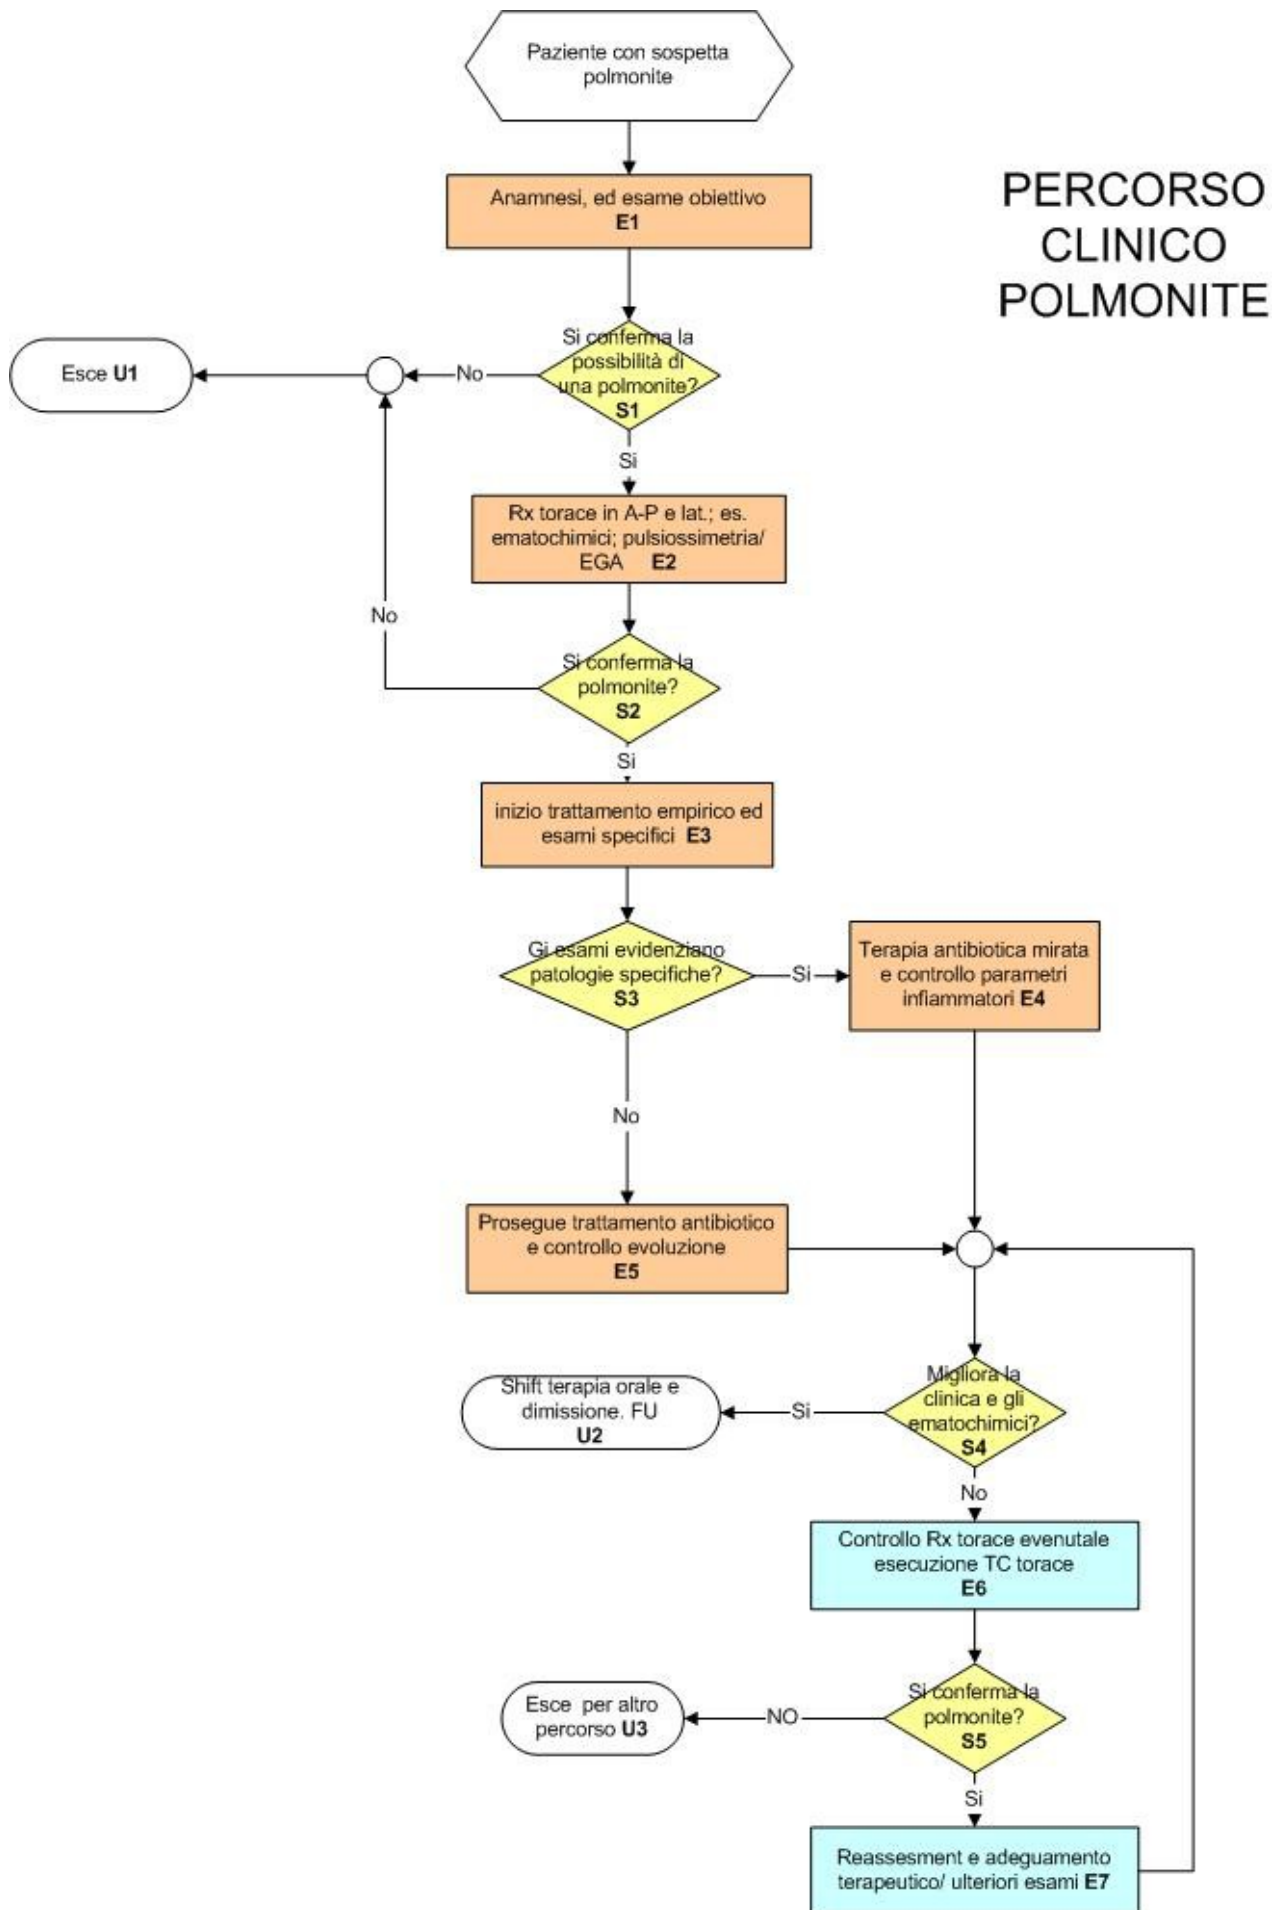 Paziente con sospetta
polmonite
PERCORSO
CLINICO
POLMONITE
Anamnesi, ed esame obiettivo
E1
Si conferma la
possibilità di
una polmonite?
S1
No
Esce U1
Si
Rx torace in A-P e lat.; es.
ematochimici; pulsiossimetria/
EGA E2
No
Si conferma la
polmonite?
S2
Si
inizio trattamento empirico ed
esami specifici E3
Gi esami evidenziano
patologie specifiche?
S3
Si
Terapia antibiotica mirata
e controllo parametri
infiammatori E4
No
Prosegue trattamento antibiotico
e controllo evoluzione
E5
Migliora la
clinica e gli
ematochimici?
S4
Si
Shift terapia orale e
dimissione. FU
U2
No
Controllo Rx torace evenutale
esecuzione TC torace
E6
Si conferma la
polmonite?
S5
NO
Esce per altro
percorso U3
Si
Reassesment e adeguamento
terapeutico/ ulteriori esami E7